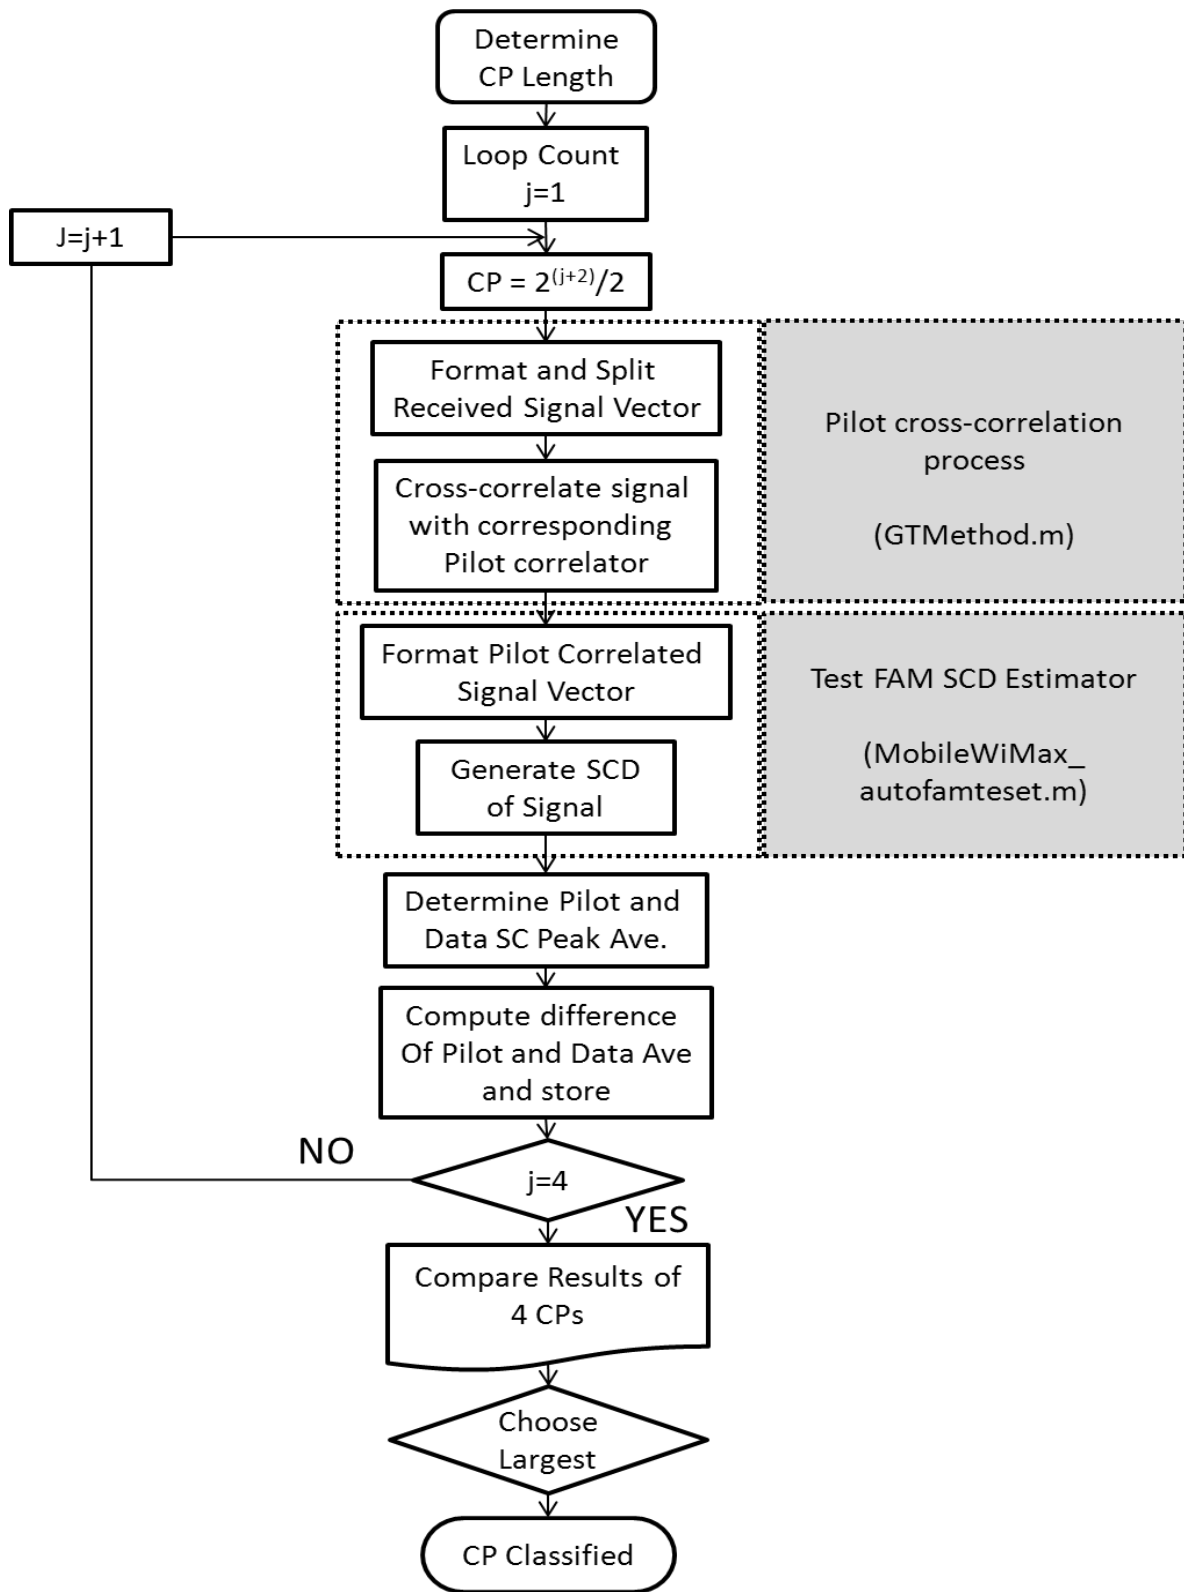 Determine
CP Length
Loop Count
j=1
J=j+1
CP = 2^(j+2)/2
Format and Split
Received Signal Vector
Cross-correlate signal
with corresponding
Pilot correlator
Pilot cross-correlation
process
(GTMethod.m)
Format Pilot Correlated
Signal Vector
Generate SCD
of Signal
Test FAM SCD Estimator
(MobileWiMax_
autofamteset.m)
Determine Pilot and
Data SC Peak Ave.
Compute difference
Of Pilot and Data Ave
and store
NO
j=4
YES
Compare Results of
4 CPs
Choose
Largest
CP Classified